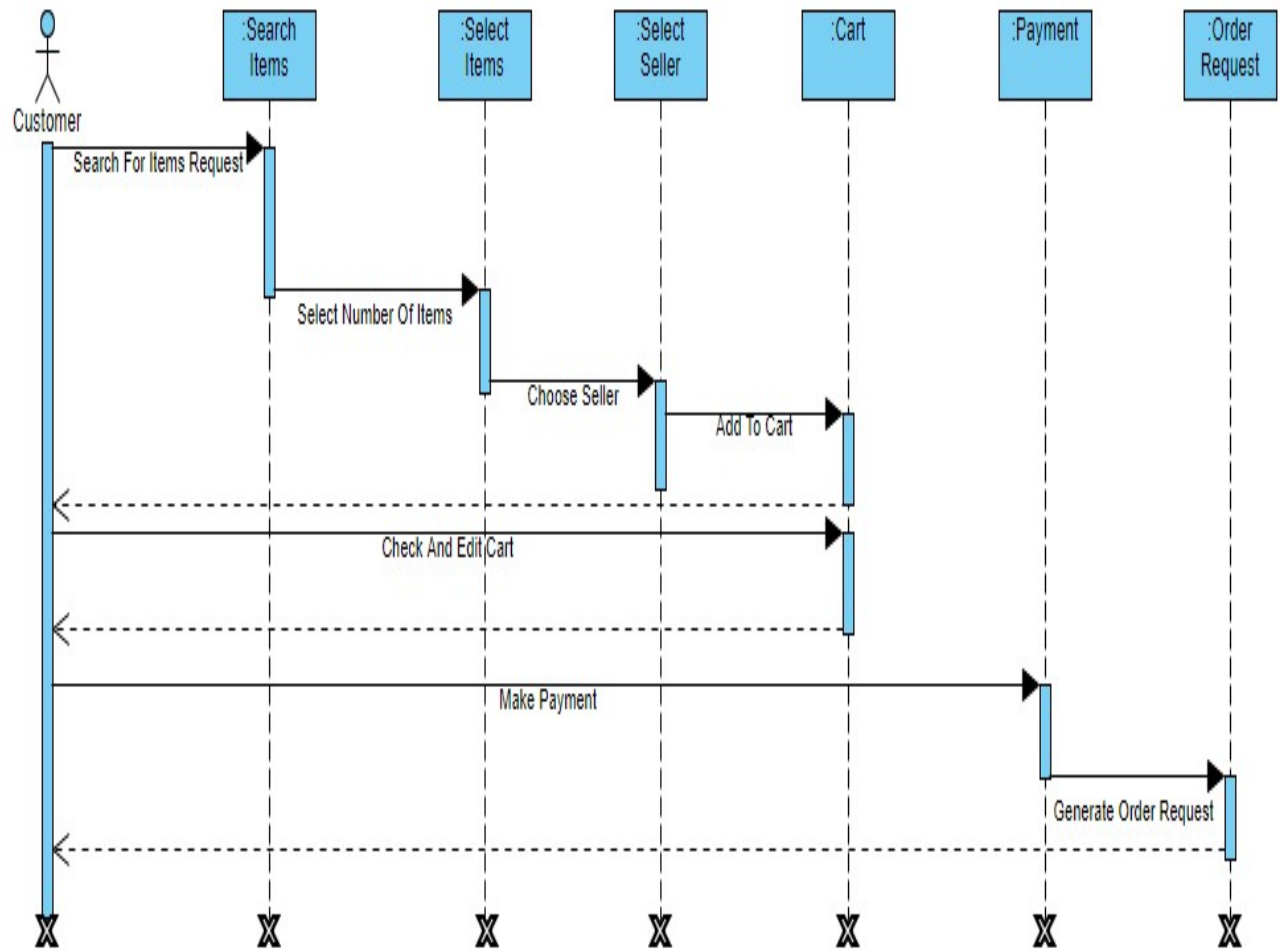 :Search
Items
:Select
Items
:Select
Seller
:Cart
:Payment
:Order
Request
Customer
Search For Items Request
Select Number Of Items
Choose Seller
Add To Cart
Check And Edit Cart
Make Payment
Generate Order Request